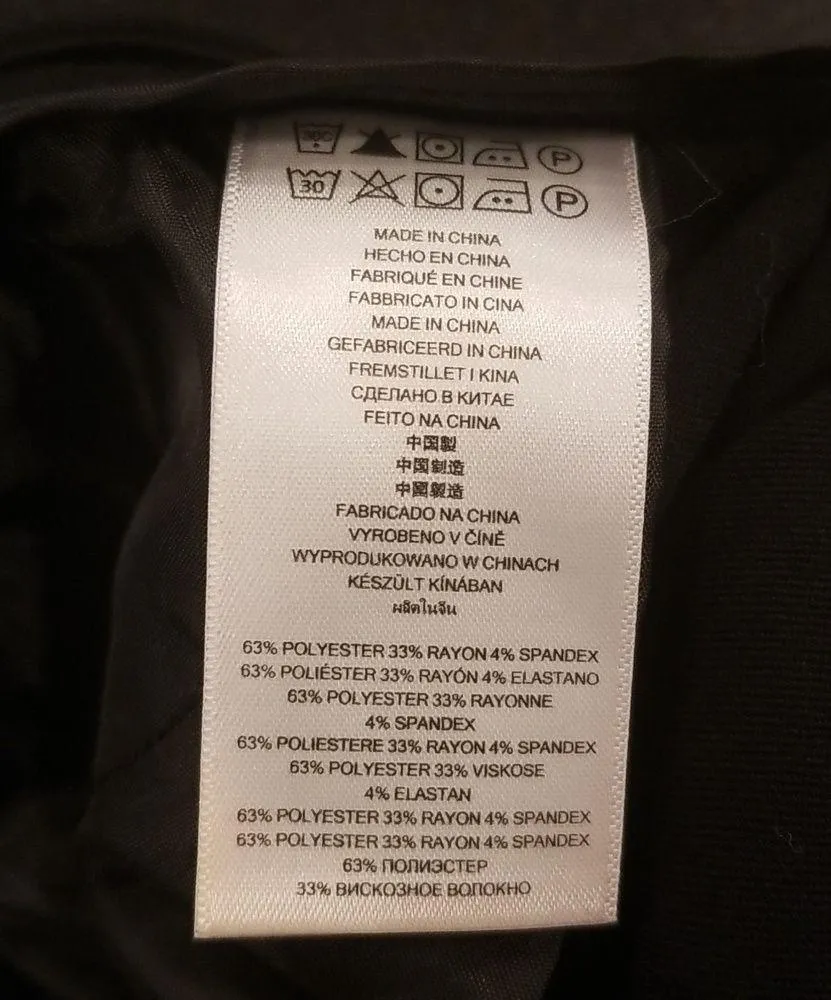 30C P
30 P
MADE IN CHINA
HECHO EN CHINA
FABRIQUÉ EN CHINE
FABBRICATO IN CINA
MADE IN CHINA
GEFABRICEERD IN CHINA
FREMSTILLET I KINA
СДЕЛАНО В КИТАЕ
FEITO NA CHINA
中国製
中国制造
中國製造
FABRICADO NA CHINA
VYROBENO V ČÍNĚ
WYPRODUKOWANO W CHINACH
KÉSZÜLT KÍNÁBAN
ผลิตในจีน
63% POLYESTER 33% RAYON 4% SPANDEX
63% POLIÉSTER 33% RAYÓN 4% ELASTANO
63% POLYESTER 33% RAYONNE
4% SPANDEX
63% POLIESTERE 33% RAYON 4% SPANDEX
63% POLYESTER 33% VISKOSE
4% ELASTAN
63% POLYESTER 33% RAYON 4% SPANDEX
63% POLYESTER 33% RAYON 4% SPANDEX
63% ПОЛИЭСТЕР
33% ВИСКОЗНОЕ ВОЛОКНО